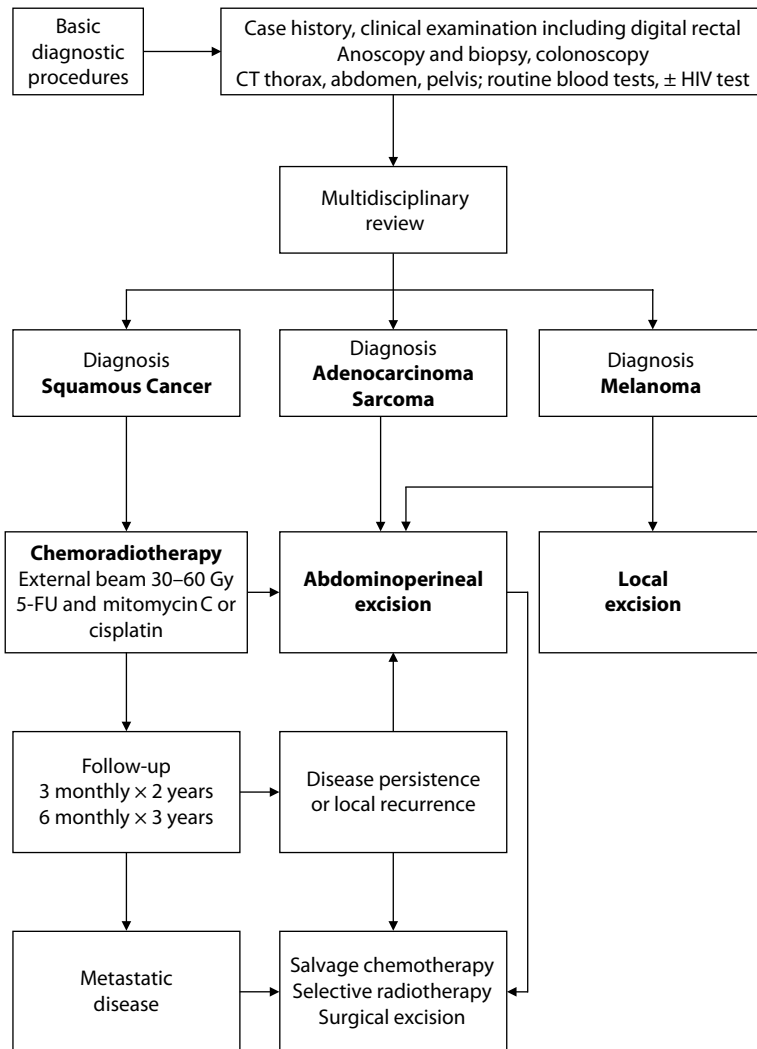 Basic
diagnostic
procedures
Case history, clinical examination including digital rectal
Anoscopy and biopsy, colonoscopy
CT thorax, abdomen, pelvis; routine blood tests, ± HIV test
Multidisciplinary
review
Diagnosis
Squamous Cancer
Diagnosis
Adenocarcinoma
Sarcoma
Diagnosis
Melanoma
Chemoradiotherapy
External beam 30–60 Gy
5-FU and mitomycin C or
cisplatin
Abdominoperineal
excision
Local
excision
Follow-up
3 monthly × 2 years
6 monthly × 3 years
Disease persistence
or local recurrence
Metastatic
disease
Salvage chemotherapy
Selective radiotherapy
Surgical excision